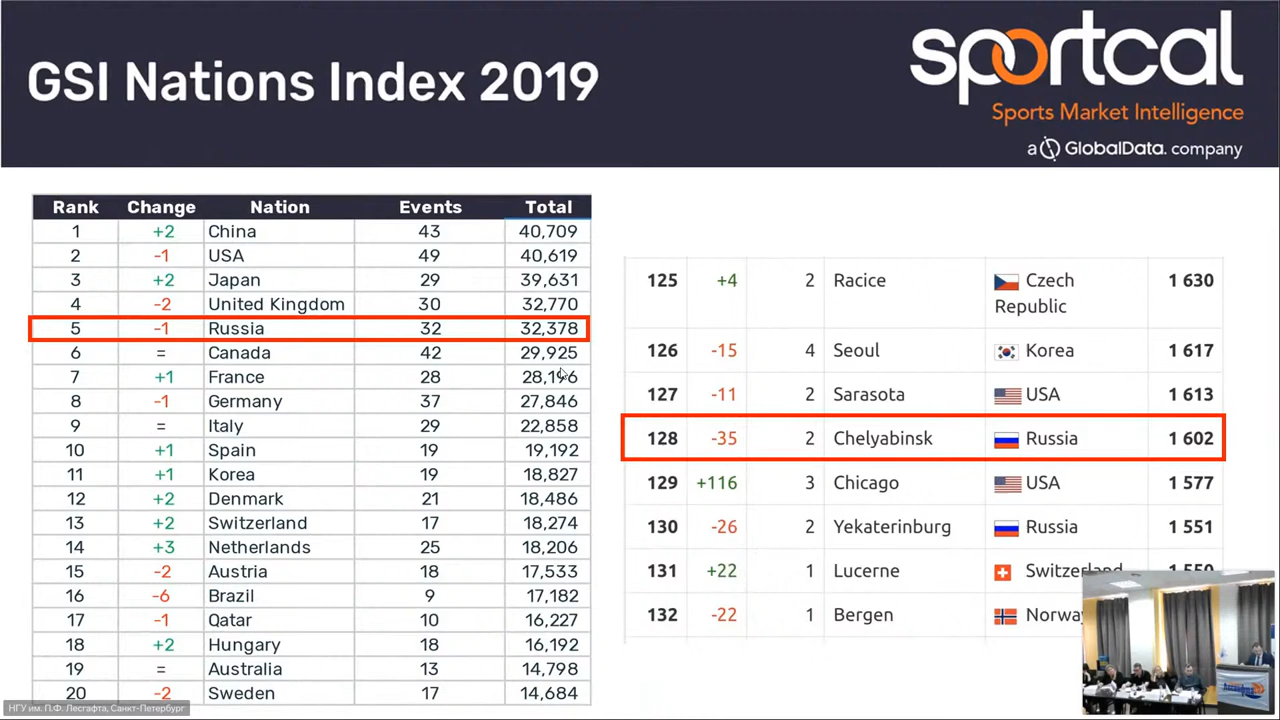 GSI Nations Index 2019
sportcal
Sports Market Intelligence
a GlobalData. company
Rank Change Nation Events Total
1 +2 China 43 40,709
2 -1 USA 49 40,619
3 +2 Japan 29 39,631
4 -2 United Kingdom 30 32,770
5 -1 Russia 32 32,378
6 = Canada 42 29,925
7 +1 France 28 28,196
8 -1 Germany 37 27,846
9 = Italy 29 22,858
10 +1 Spain 19 19,192
11 +1 Korea 19 18,827
12 +2 Denmark 21 18,486
13 +2 Switzerland 17 18,274
14 +3 Netherlands 25 18,206
15 -2 Austria 18 17,533
16 -6 Brazil 9 17,182
17 -1 Qatar 10 16,227
18 +2 Hungary 18 16,192
19 = Australia 13 14,798
20 -2 Sweden 17 14,684
125 +4 2 Racice Czech 1 630
Republic
126 -15 4 Seoul Korea 1 617
127 -11 2 Sarasota USA 1 613
128 -35 2 Chelyabinsk Russia 1 602
129 +116 3 Chicago USA 1 577
130 -26 2 Yekaterinburg Russia 1 551
131 +22 1 Lucerne Switzerland 1 550
132 -22 1 Bergen Norway
НГУ им. П.Ф. Лесгафта, Санкт-Петербург